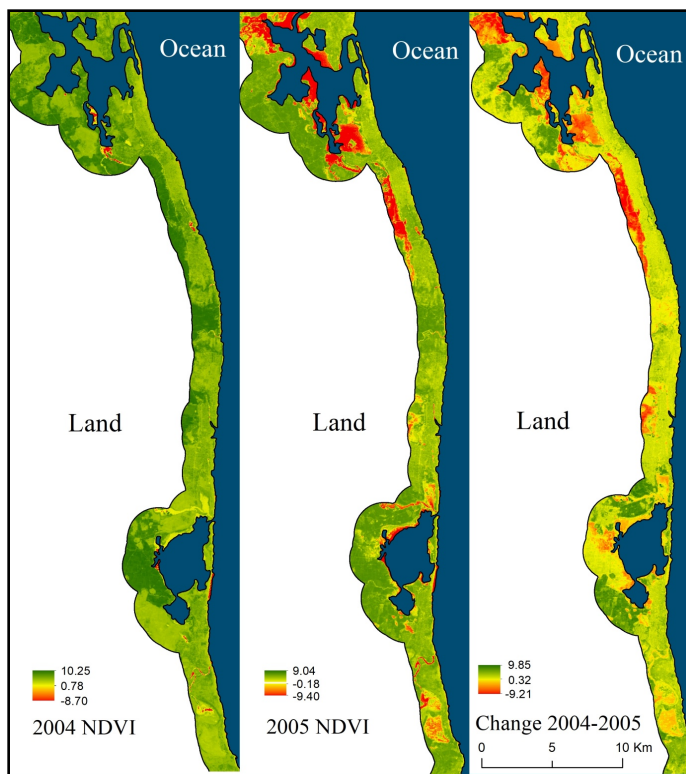 Ocean
Ocean
Ocean
Land
Land
Land
10.25
0.78
-8.70
2004 NDVI
9.04
-0.18
-9.40
2005 NDVI
9.85
0.32
-9.21
Change 2004-2005
0 5 10 Km